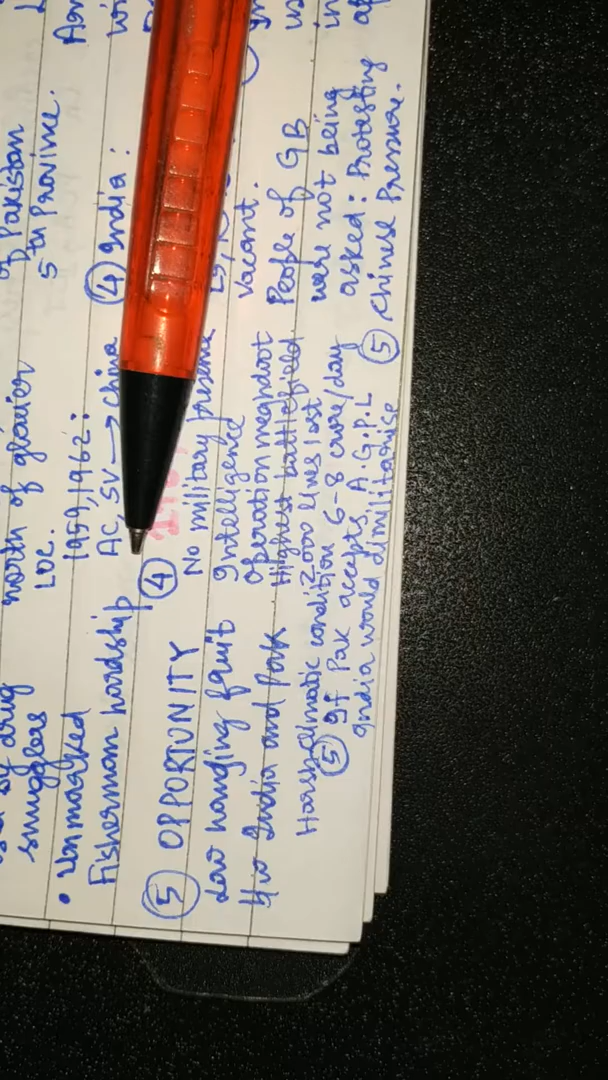 by drug
smugglers
• Unmarked
Fisherman hardship
⑤ OPPORTUNITY
Low hanging fruit
b/w India and Pak
north of glacier
LOC.
1959, 1962:
AC, SV → China
④
No military
Intelligence
Operation meghdoot
Highest battlefield
2000 lives lost
Harsh climatic condition 6-8 crore/day
⑤ If Pak accepts A.G.P.L
India would dimilitarise
of Pakistan
5th Province.
④ India:
Vacant.
People of GB
were not being
asked: Protesting
⑤ Chinese Pressure.